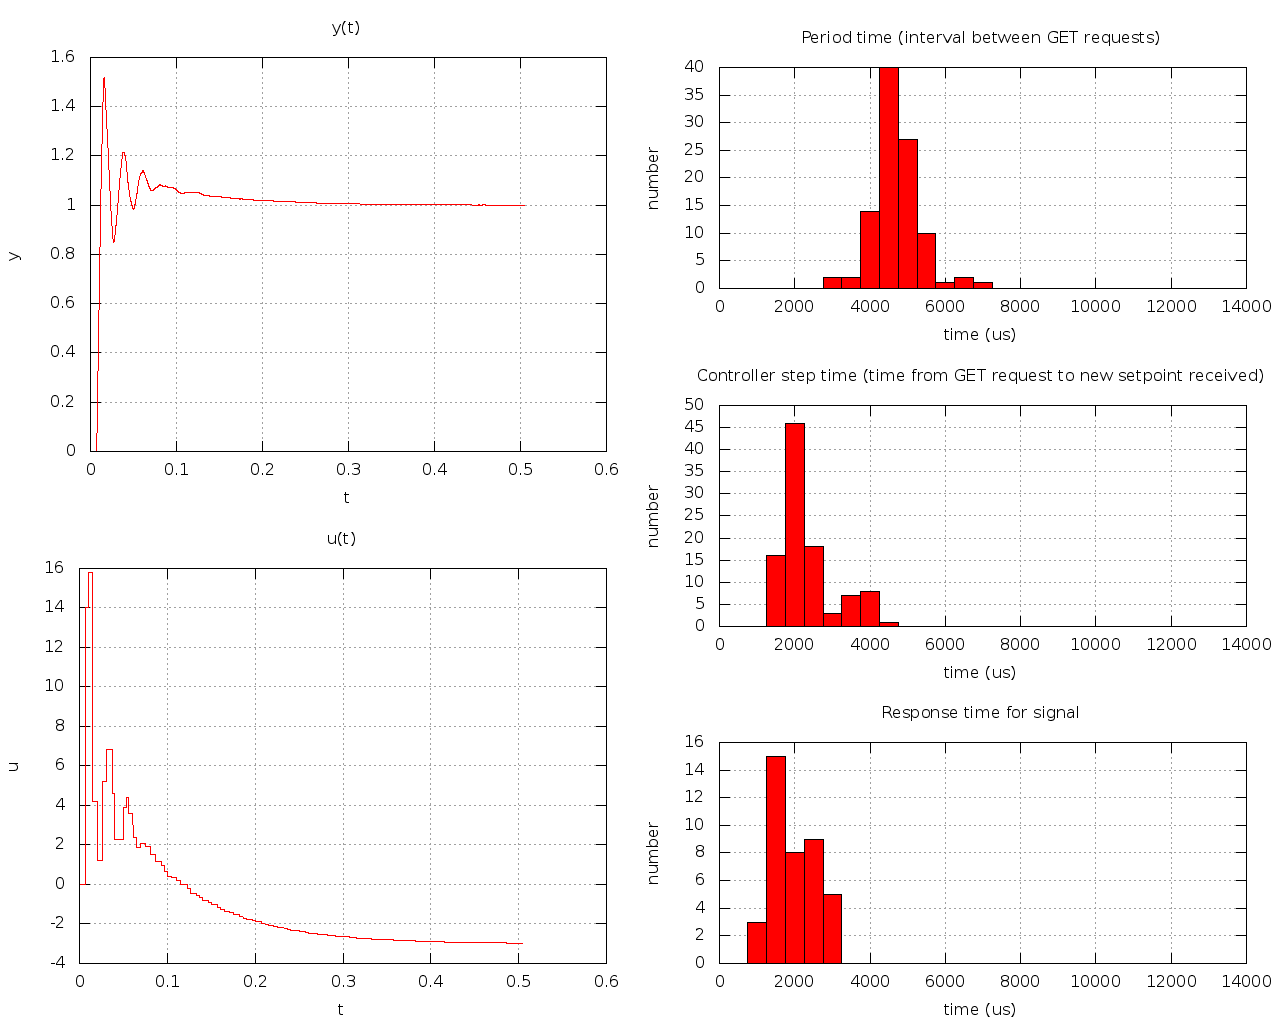 y(t)
1.6
1.4
1.2
1
0.8
0.6
0.4
0.2
0
y
0 0.1 0.2 0.3 0.4 0.5 0.6
t
u(t)
16
14
12
10
8
6
4
2
0
-2
-4
u
0 0.1 0.2 0.3 0.4 0.5 0.6
t
Period time (interval between GET requests)
40
35
30
25
20
15
10
5
0
number
0 2000 4000 6000 8000 10000 12000 14000
time (us)
Controller step time (time from GET request to new setpoint received)
50
45
40
35
30
25
20
15
10
5
0
number
0 2000 4000 6000 8000 10000 12000 14000
time (us)
Response time for signal
16
14
12
10
8
6
4
2
0
number
0 2000 4000 6000 8000 10000 12000 14000
time (us)